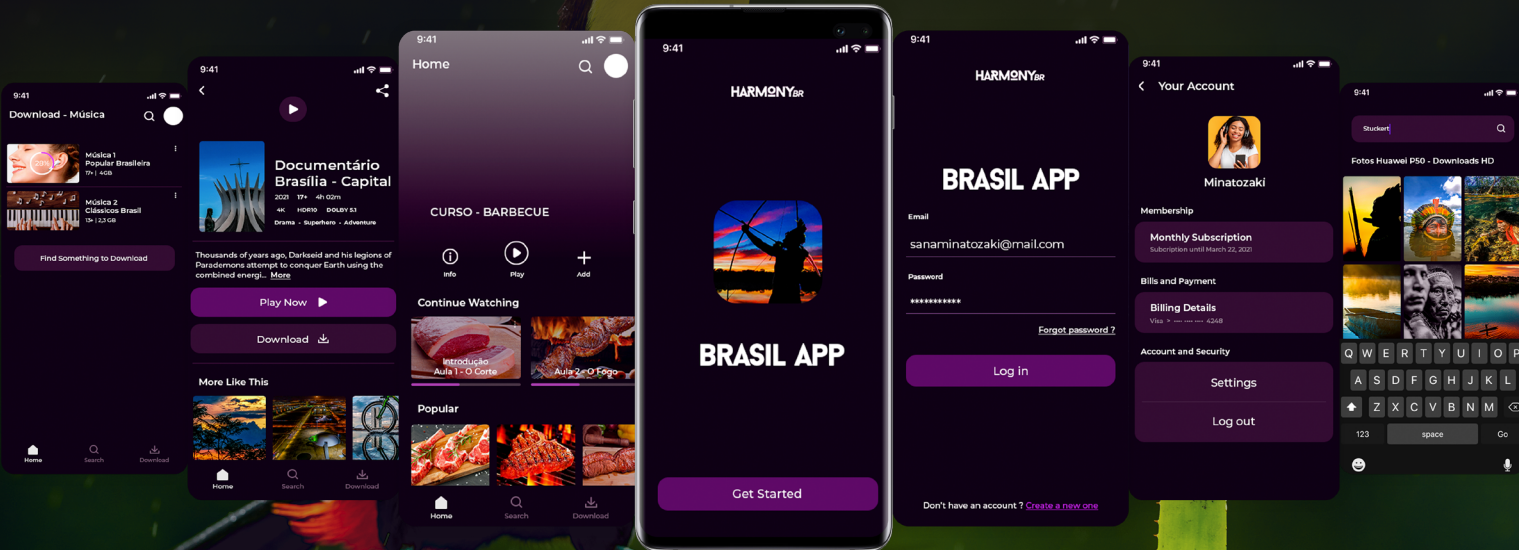 9:41
Download - Música
20%
Música 1
Popular Brasileira
17+ | 4GB
Música 2
Clássicos Brasil
13+ | 2,3 GB
Find Something to Download
Home
Search
Download
9:41
Documentário
Brasília - Capital
2021 17+ 4h 02m
4K HDR10 DOLBY 5.1
Drama - Superhero - Adventure
Thousands of years ago, Darkseid and his legions of
Parademons attempt to conquer Earth using the
combined energi... More
Play Now
Download
More Like This
Home
Search
Download
9:41
Home
CURSO - BARBECUE
Info
Play
Add
Continue Watching
Introdução
Aula 1 - O Corte
Aula 2 - O Fogo
Popular
Home
Search
Download
9:41
HARMONY BR
BRASIL APP
Get Started
9:41
HARMONY BR
BRASIL APP
Email
sanaminatozaki@mail.com
Password
***********
Forgot password ?
Log in
Don't have an account ? Create a new one
9:41
Your Account
Minatozaki
Membership
Monthly Subscription
Subcription until March 22, 2021
Bills and Payment
Billing Details
Visa > ···· ···· ···· 4248
Account and Security
Settings
Log out
9:41
Stuckert
Fotos Huawei P50 - Downloads HD
Q W E R T Y U I O P
A S D F G H J K L
Z X C V B N M
123 space Go